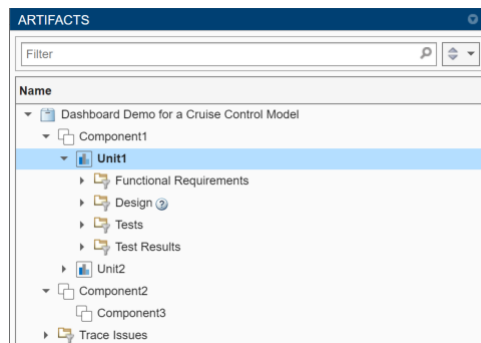 ARTIFACTS
Filter
Name
Dashboard Demo for a Cruise Control Model
Component1
Unit1
Functional Requirements
Design
Tests
Test Results
Unit2
Component2
Component3
Trace Issues